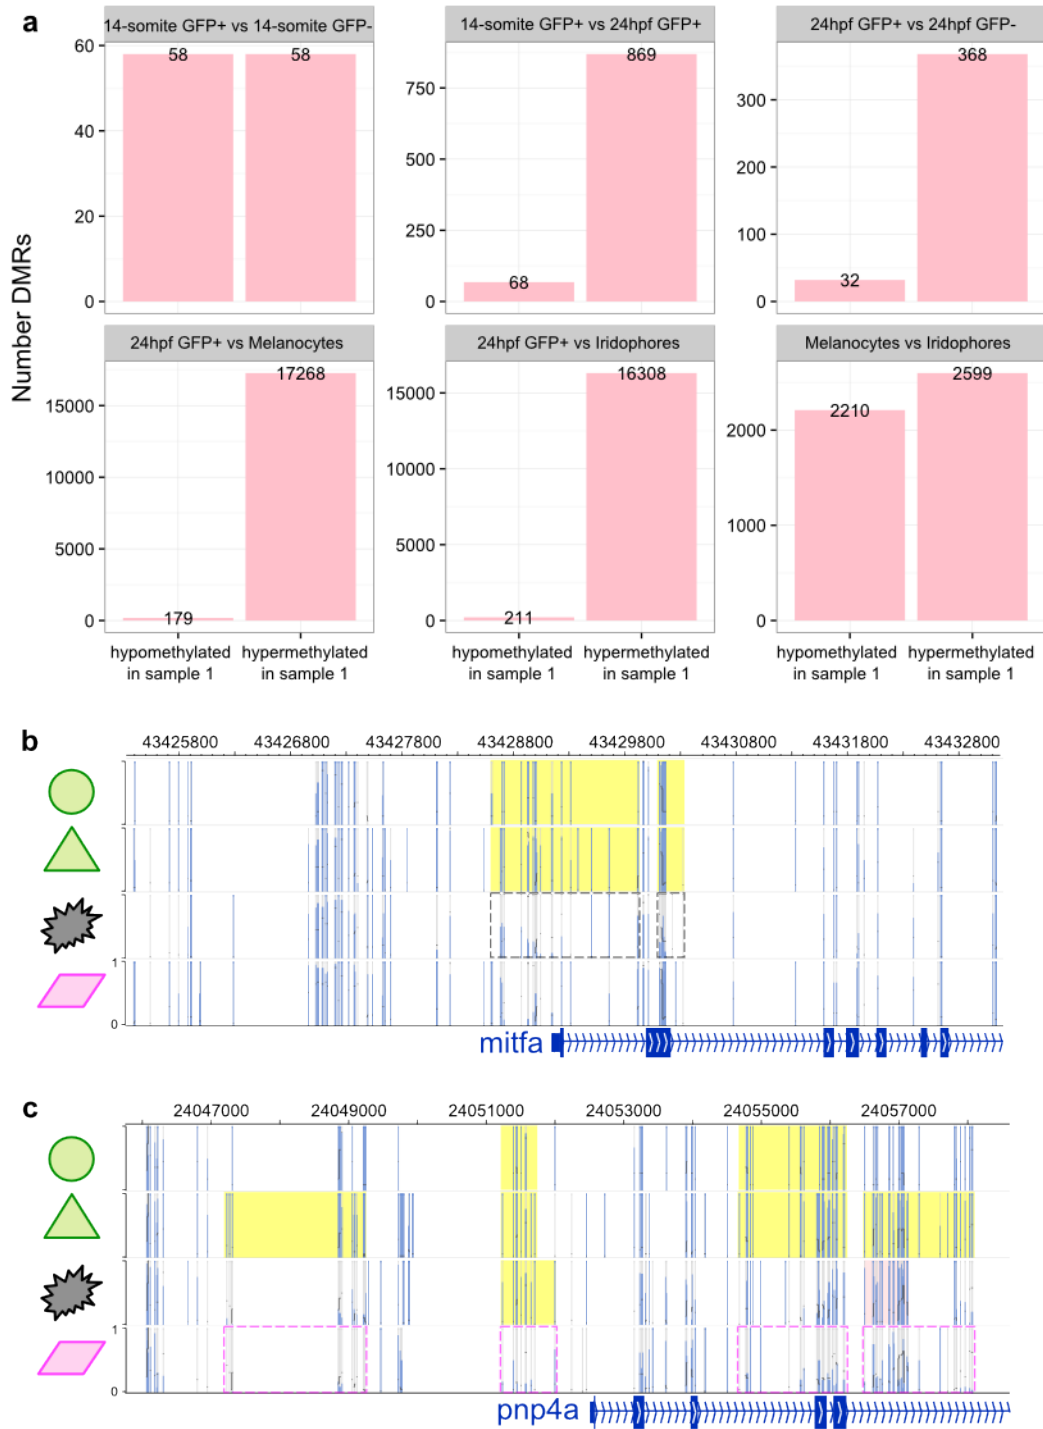 a
14-somite GFP+ vs 14-somite GFP-
14-somite GFP+ vs 24hpf GFP+
24hpf GFP+ vs 24hpf GFP-
60
40
20
0
58
58
750
500
250
0
68
869
300
200
100
0
32
368
Number DMRs
24hpf GFP+ vs Melanocytes
24hpf GFP+ vs Iridophores
Melanocytes vs Iridophores
15000
10000
5000
0
179
17268
15000
10000
5000
0
211
16308
2000
1000
0
2210
2599
hypomethylated in sample 1
hypermethylated in sample 1
hypomethylated in sample 1
hypermethylated in sample 1
hypomethylated in sample 1
hypermethylated in sample 1
b
43425800 43426800 43427800 43428800 43429800 43430800 43431800 43432800
1
0
mitfa
c
24047000 24049000 24051000 24053000 24055000 24057000
1
0
pnp4a